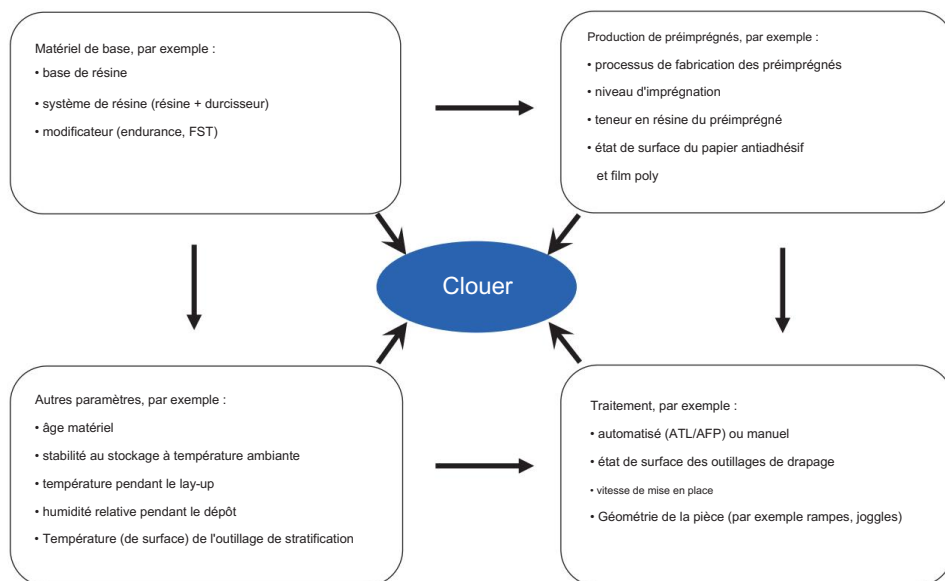 Matériel de base, par exemple :
• base de résine
• système de résine (résine + durcisseur)
• modificateur (endurance, FST)
Production de préimprégnés, par exemple :
• processus de fabrication des préimprégnés
• niveau d'imprégnation
• teneur en résine du préimprégné
• état de surface du papier antiadhésif
et film poly
Clouer
Autres paramètres, par exemple :
• âge matériel
• stabilité au stockage à température ambiante
• température pendant le lay-up
• humidité relative pendant le dépôt
• Température (de surface) de l'outillage de stratification
Traitement, par exemple :
• automatisé (ATL/AFP) ou manuel
• état de surface des outillages de drapage
• vitesse de mise en place
• Géométrie de la pièce (par exemple rampes, joggles)